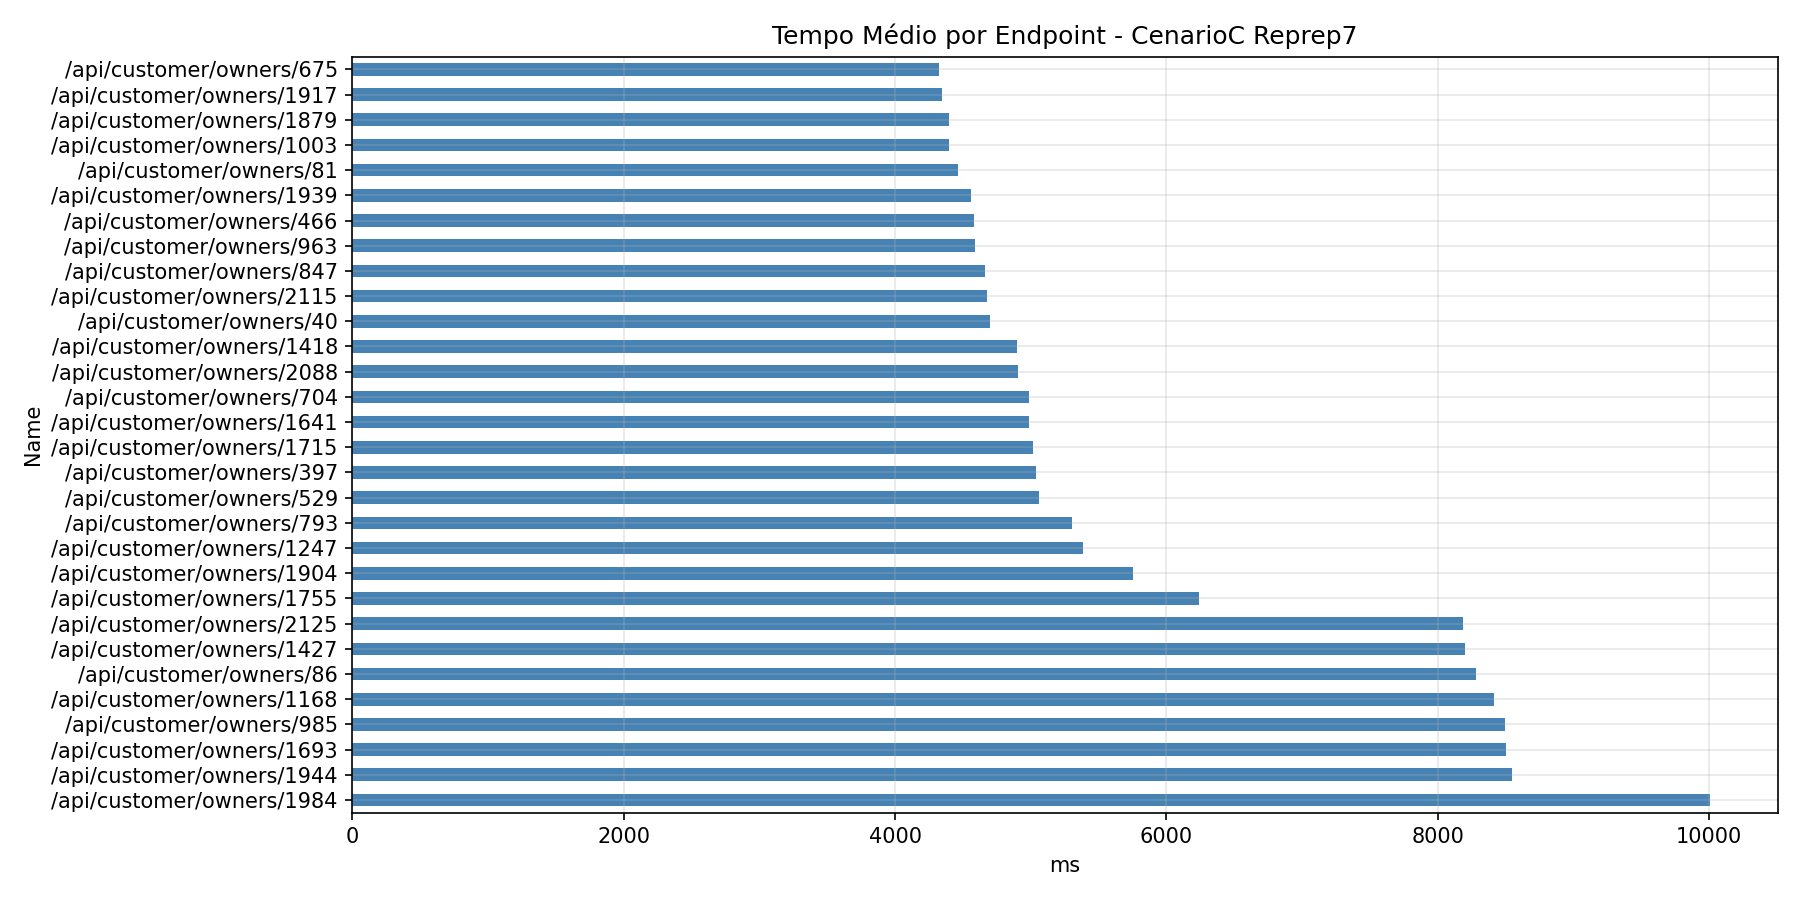 Tempo Médio por Endpoint - CenarioC Reprep7
/api/customer/owners/675
/api/customer/owners/1917
/api/customer/owners/1879
/api/customer/owners/1003
/api/customer/owners/81
/api/customer/owners/1939
/api/customer/owners/466
/api/customer/owners/963
/api/customer/owners/847
/api/customer/owners/2115
/api/customer/owners/40
/api/customer/owners/1418
/api/customer/owners/2088
/api/customer/owners/704
/api/customer/owners/1641
/api/customer/owners/1715
/api/customer/owners/397
/api/customer/owners/529
/api/customer/owners/793
/api/customer/owners/1247
/api/customer/owners/1904
/api/customer/owners/1755
/api/customer/owners/2125
/api/customer/owners/1427
/api/customer/owners/86
/api/customer/owners/1168
/api/customer/owners/985
/api/customer/owners/1693
/api/customer/owners/1944
/api/customer/owners/1984
Name
0 2000 4000 6000 8000 10000
ms